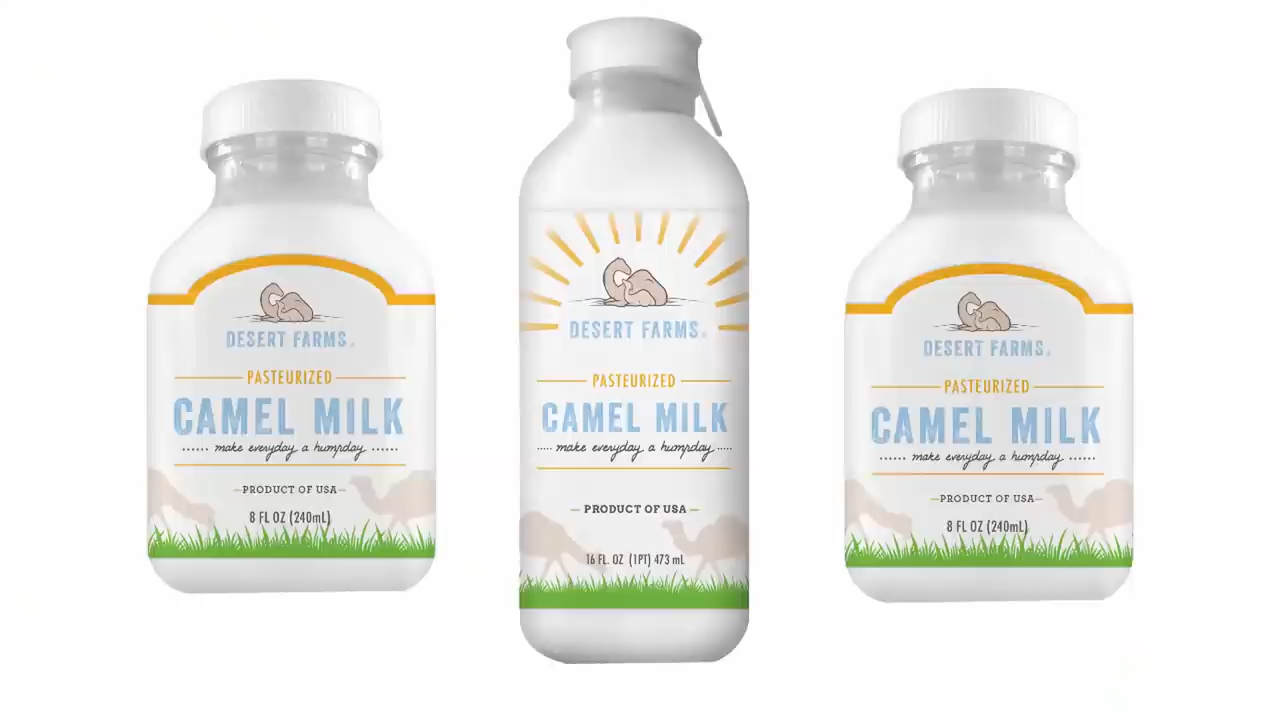 DESERT FARMS®
PASTEURIZED
CAMEL MILK
make everyday a humpday
PRODUCT OF USA
8 FL OZ (240mL)
DESERT FARMS®
PASTEURIZED
CAMEL MILK
make everyday a humpday
PRODUCT OF USA
16 FL. OZ (1PT) 473 mL
DESERT FARMS®
PASTEURIZED
CAMEL MILK
make everyday a humpday
PRODUCT OF USA
8 FL OZ (240mL)